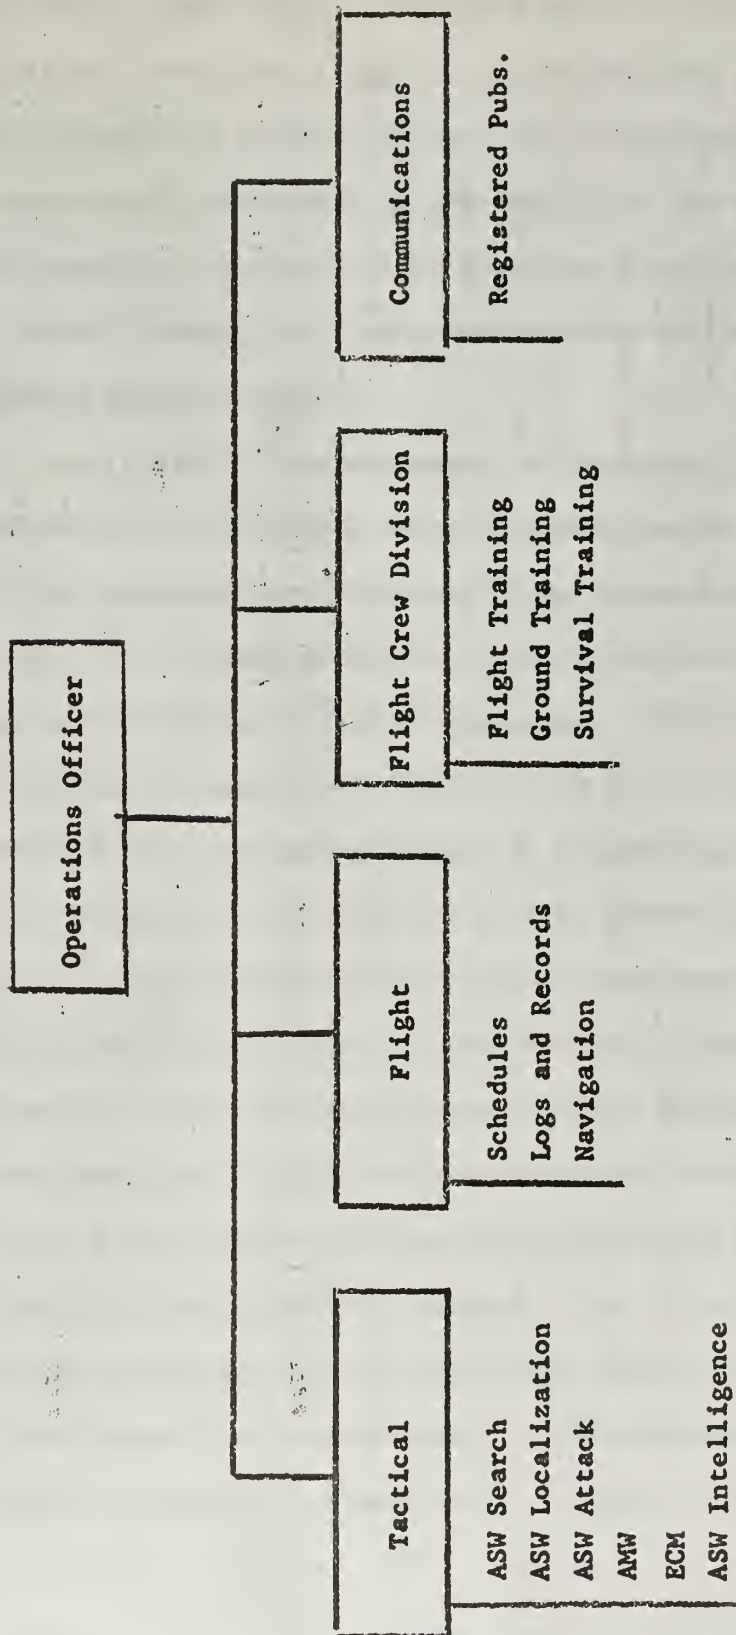 Operations Officer
Tactical
ASW Search
ASW Localization
ASW Attack
AMW
ECM
ASW Intelligence
Flight
Schedules
Logs and Records
Navigation
Flight Crew Division
Flight Training
Ground Training
Survival Training
Communications
Registered Pubs.